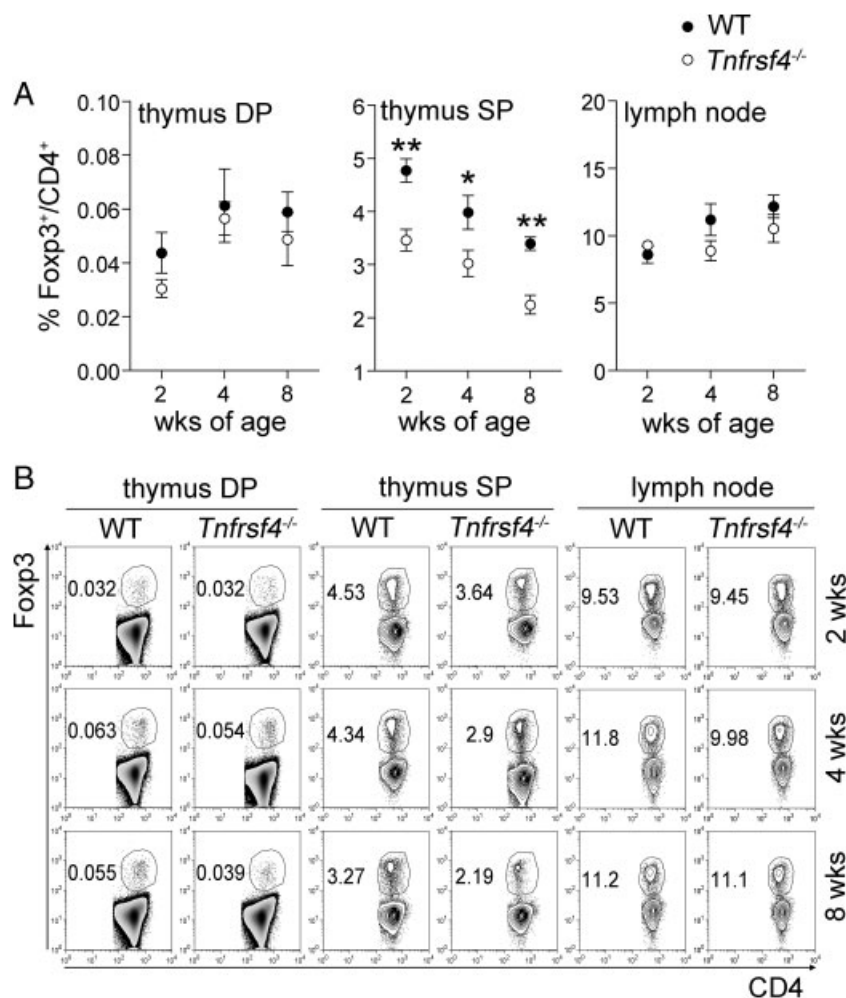 ● WT
○ Tnfrsf4-/-
A
thymus DP
thymus SP
lymph node
% Foxp3+/CD4+
0.10
0.08
0.06
0.04
0.02
0.00
2 4 8
wks of age
6
5
4
3
2
1
** * **
2 4 8
wks of age
20
15
10
5
0
2 4 8
wks of age
B
thymus DP thymus SP lymph node
WT Tnfrsf4-/- WT Tnfrsf4-/- WT Tnfrsf4-/-
Foxp3
0.032 0.032 4.53 3.64 9.53 9.45 2 wks
0.063 0.054 4.34 2.9 11.8 9.98 4 wks
0.055 0.039 3.27 2.19 11.2 11.1 8 wks
CD4